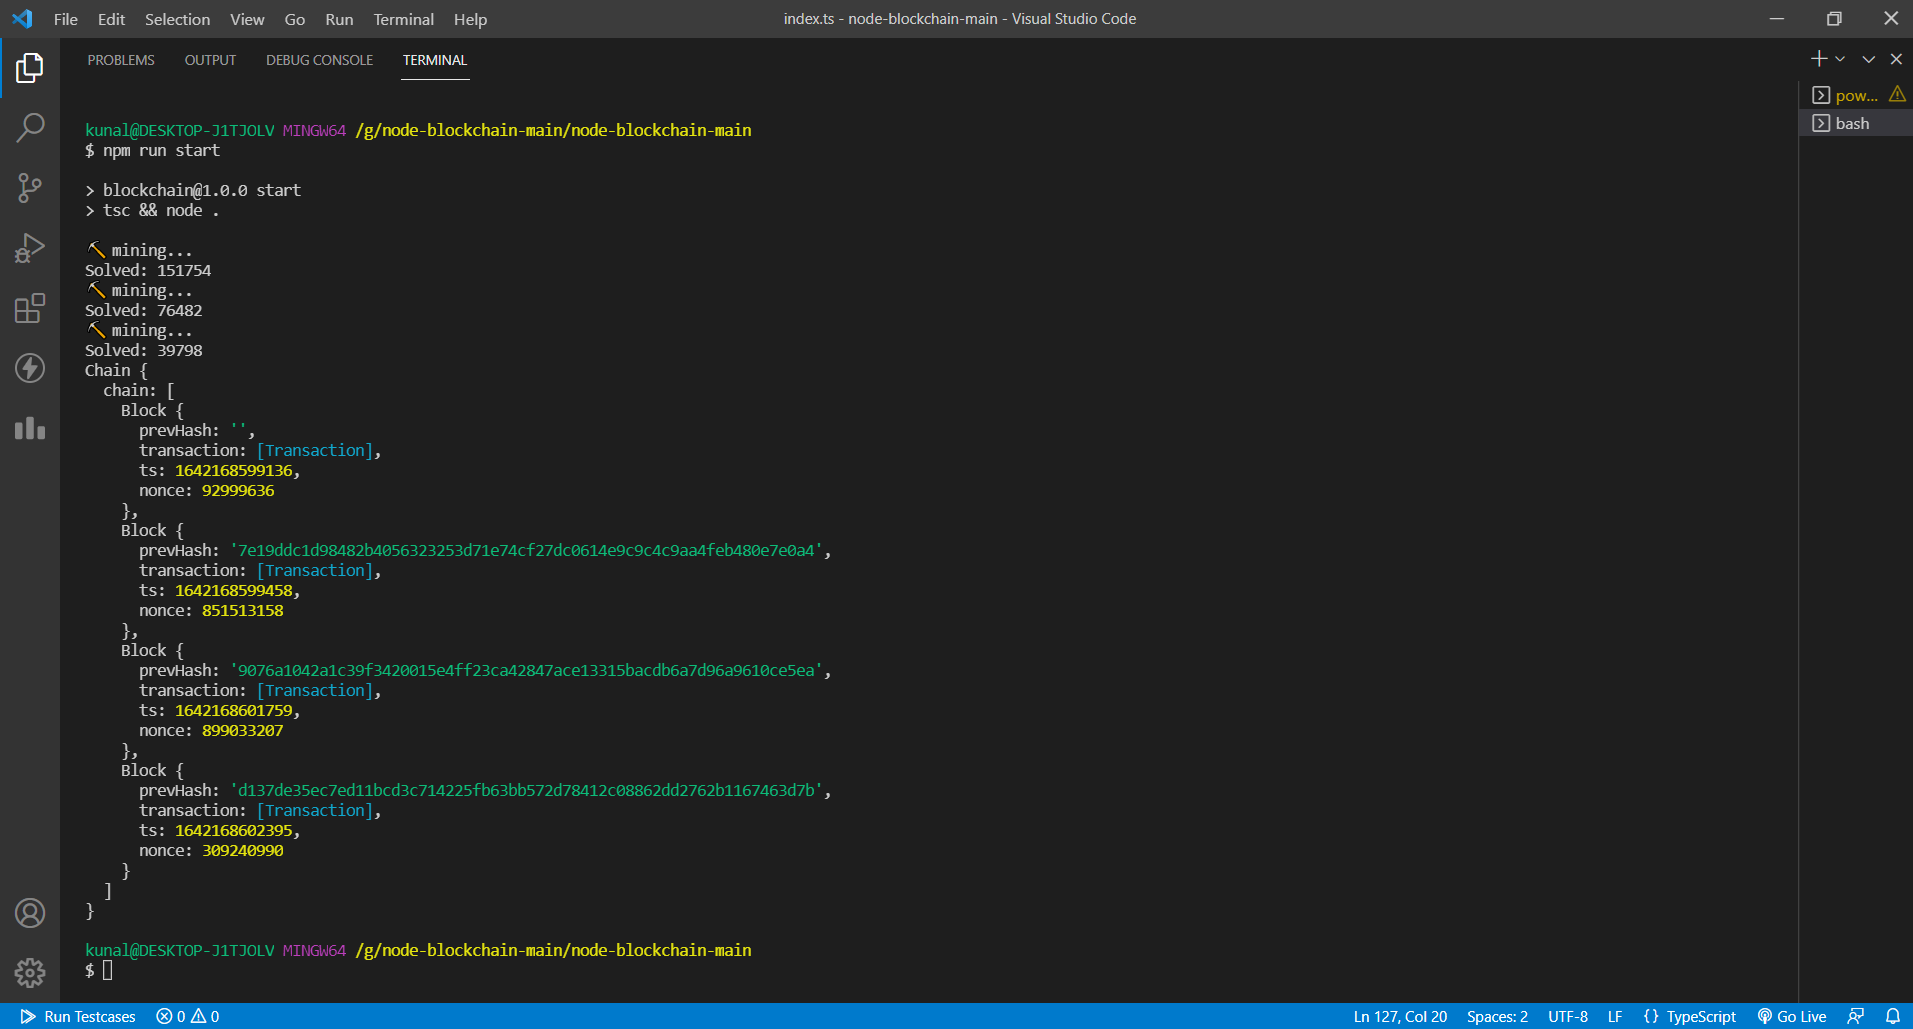 File Edit Selection View Go Run Terminal Help
index.ts - node-blockchain-main - Visual Studio Code
PROBLEMS OUTPUT DEBUG CONSOLE TERMINAL
pow...
bash
kunal@DESKTOP-J1TJOLV MINGW64 /g/node-blockchain-main/node-blockchain-main
$ npm run start
> blockchain@1.0.0 start
> tsc && node .
mining...
Solved: 151754
mining...
Solved: 76482
mining...
Solved: 39798
Chain {
chain: [
Block {
prevHash: '',
transaction: [Transaction],
ts: 1642168599136,
nonce: 92999636
},
Block {
prevHash: '7e19ddc1d98482b4056323253d71e74cf27dc0614e9c9c4c9aa4feb480e7e0a4',
transaction: [Transaction],
ts: 1642168599458,
nonce: 851513158
},
Block {
prevHash: '9076a1042a1c39f3420015e4ff23ca42847ace13315bacdb6a7d96a9610ce5ea',
transaction: [Transaction],
ts: 1642168601759,
nonce: 899033207
},
Block {
prevHash: 'd137de35ec7ed11bcd3c714225fb63bb572d78412c08862dd2762b1167463d7b',
transaction: [Transaction],
ts: 1642168602395,
nonce: 309240990
}
]
}
kunal@DESKTOP-J1TJOLV MINGW64 /g/node-blockchain-main/node-blockchain-main
$
Run Testcases 0 0 Ln 127, Col 20 Spaces: 2 UTF-8 LF {} TypeScript Go Live